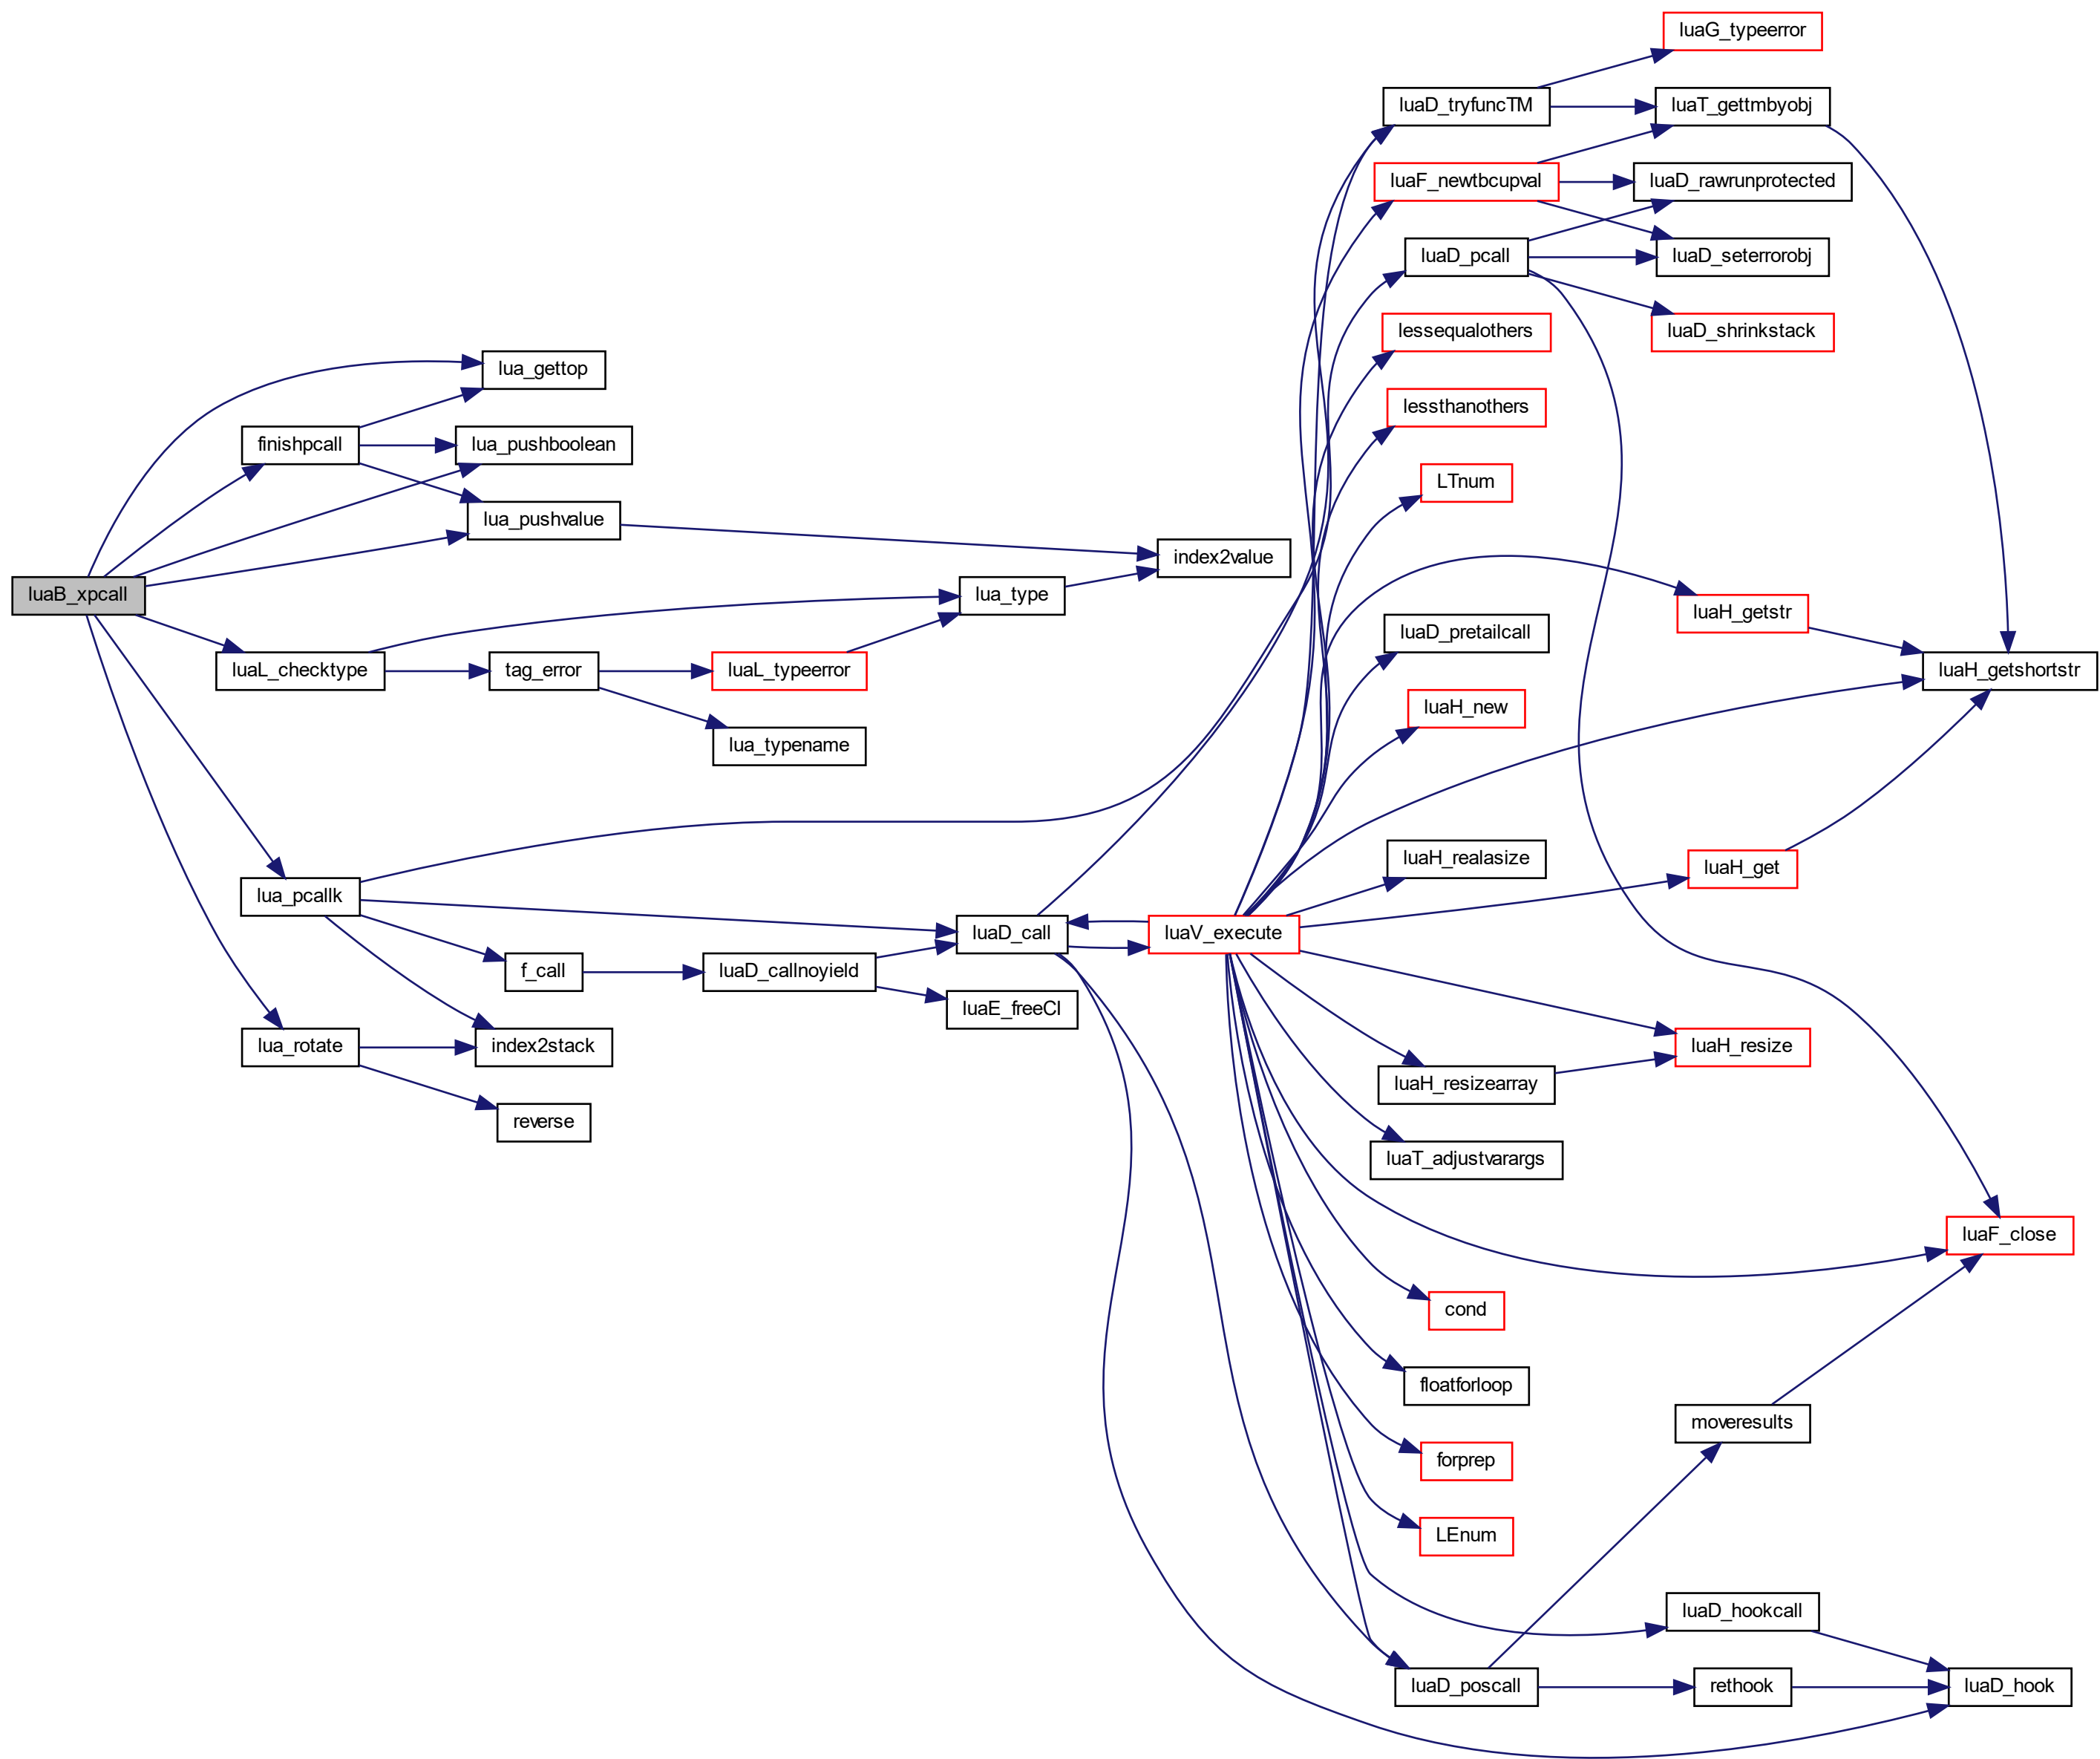 luaB_xpcall
lua_gettop
finishpcall
lua_pushboolean
lua_pushvalue
index2value
luaL_checktype
lua_type
tag_error
luaL_typeerror
lua_typename
lua_pcallk
luaD_call
f_call
luaD_callnoyield
luaE_freeCI
lua_rotate
index2stack
reverse
luaV_execute
luaD_tryfuncTM
luaG_typeerror
luaT_gettmbyobj
luaF_newtbcupval
luaD_rawrunprotected
luaD_pcall
luaD_seterrorobj
luaD_shrinkstack
lessequalothers
lessthanothers
LTnum
luaH_getstr
luaD_pretailcall
luaH_getshortstr
luaH_new
luaH_realasize
luaH_get
luaH_resize
luaH_resizearray
luaT_adjustvarargs
luaF_close
cond
floatforloop
moveresults
forprep
LEnum
luaD_hookcall
luaD_poscall
rethook
luaD_hook